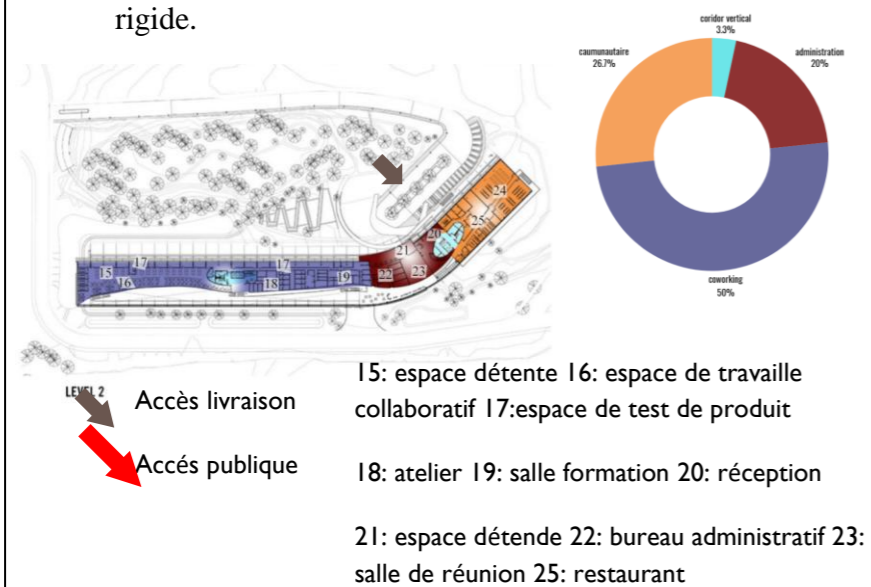 rigide.
coridor vertical
3.3%
caumunautaire
26.7%
administration
20%
coworking
50%
24
25
20
21
17
17
15
16
18
19
22
23
LEVEL 2
Accès livraison
Accés publique
15: espace détente 16: espace de travaille
collaboratif 17:espace de test de produit
18: atelier 19: salle formation 20: réception
21: espace détende 22: bureau administratif 23:
salle de réunion 25: restaurant